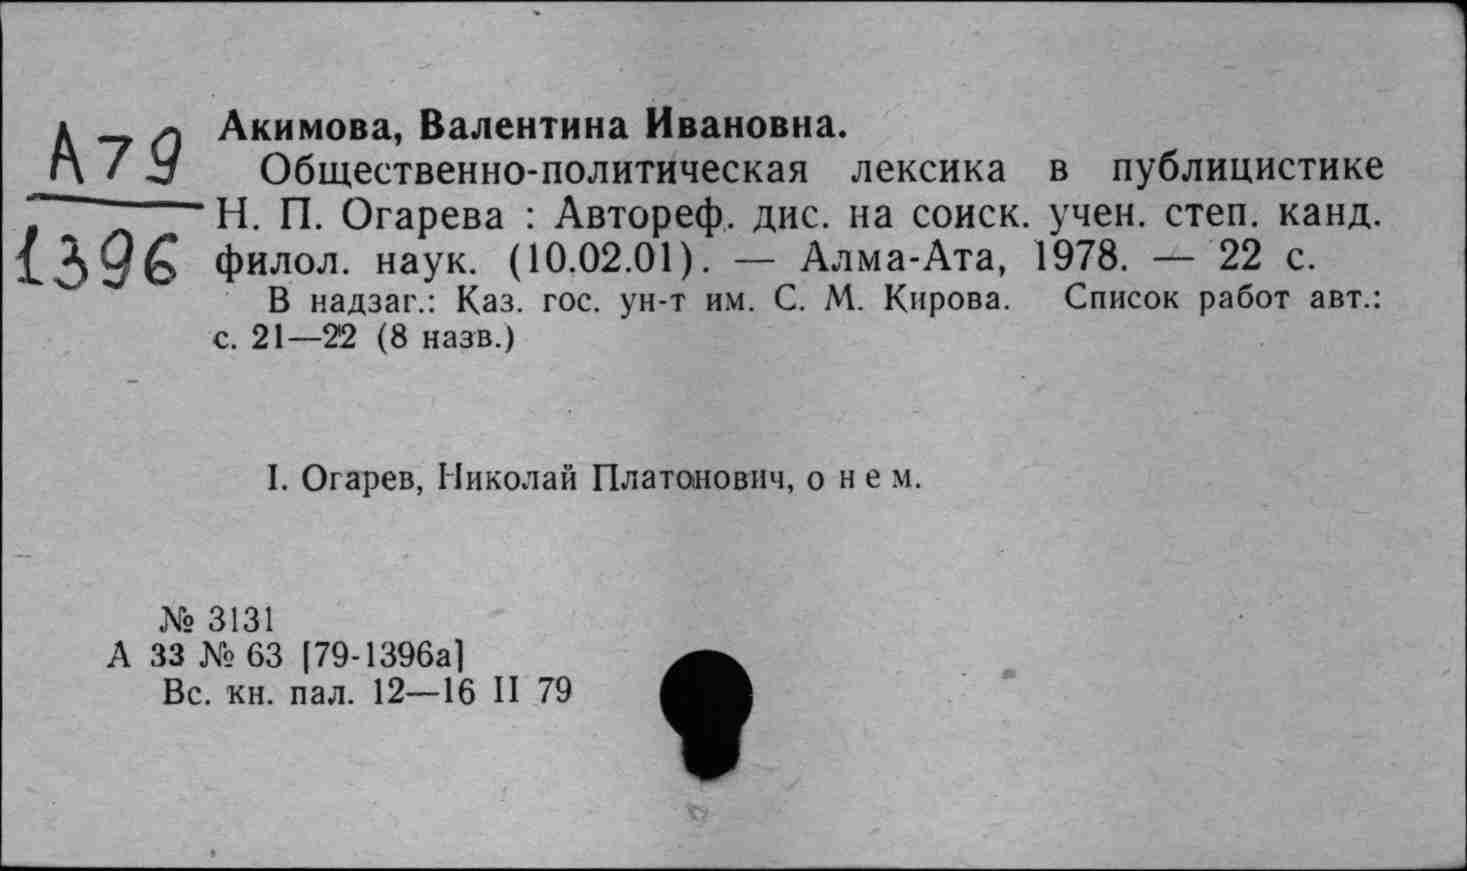 А79
1396
Акимова, Валентина Ивановна.
Общественно-политическая лексика в публицистике
Н. П. Огарева : Автореф. дис. на соиск. учен. степ. канд.
филол. наук. (10.02.01). — Алма-Ата, 1978. — 22 с.
В надзаг.: Каз. гос. ун-т им. С. М. Кирова. Список работ авт.:
с. 21—22 (8 назв.)
I. Огарев, Николай Платонович, о н е м.
№ 3131
А 33 № 63 [79-1396а]
Вс. кн. пал. 12—16 II 79